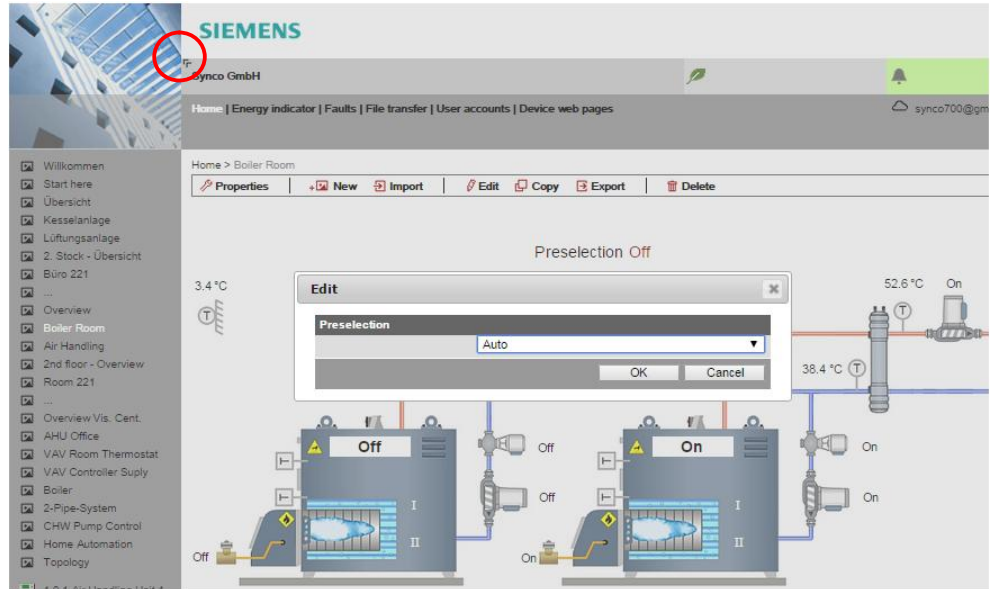 SIEMENS
Synco GmbH
Home | Energy indicator | Faults | File transfer | User accounts | Device web pages
synco700@gm
Willkommen
Start here
Übersicht
Kesselanlage
Lüftungsanlage
2. Stock - Übersicht
Büro 221
...
Overview
Boiler Room
Air Handling
2nd floor - Overview
Room 221
...
Overview Vis. Cent.
AHU Office
VAV Room Thermostat
VAV Controller Suply
Boiler
2-Pipe-System
CHW Pump Control
Home Automation
Topology
Home > Boiler Room
Properties | New Import | Edit Copy Export | Delete
Preselection Off
3.4 °C
T
Edit
Preselection
Auto
OK Cancel
52.6 °C On
T
38.4 °C T
Off
Off
Off
I
II
Off
On
On
On
I
II
On